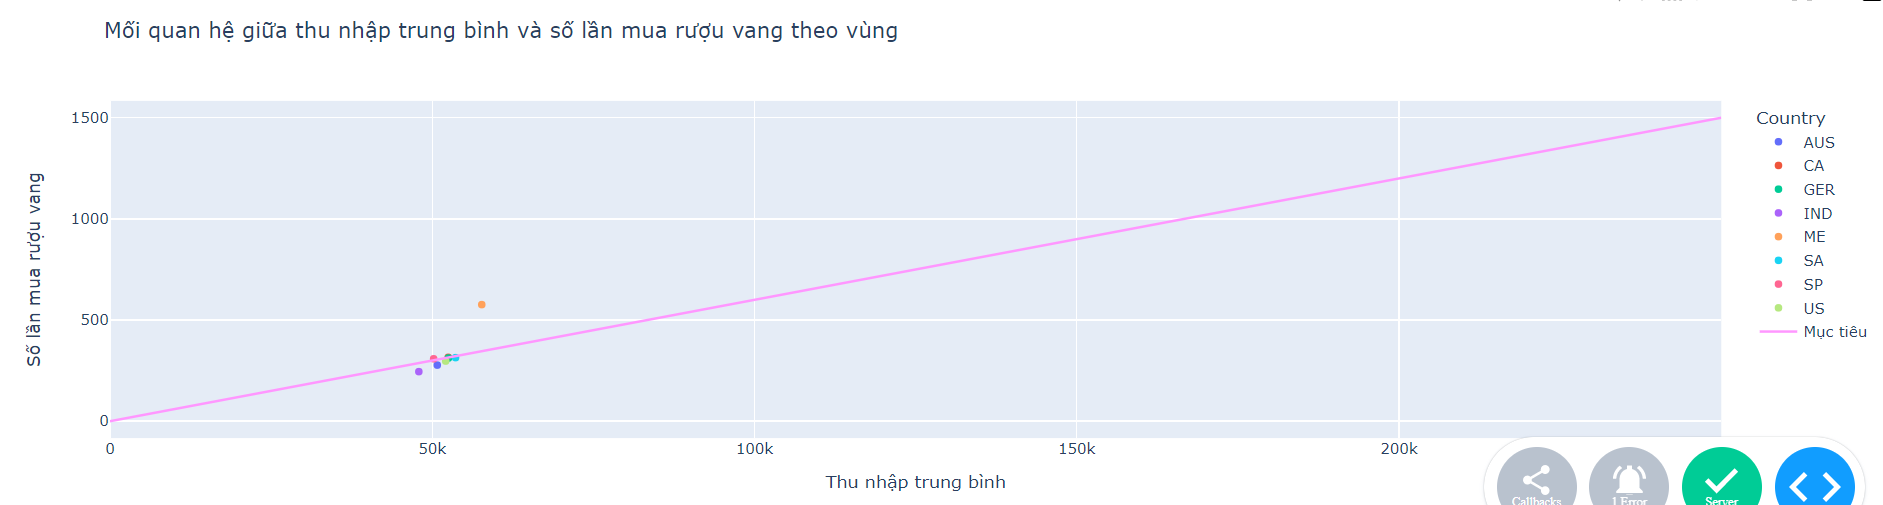 Mối quan hệ giữa thu nhập trung bình và số lần mua rượu vang theo vùng
1500
1000
500
0
Số lần mua rượu vang
0
50k
100k
150k
200k
Thu nhập trung bình
Country
AUS
CA
GER
IND
ME
SA
SP
US
Mục tiêu
Callbacks
1 Error
Server